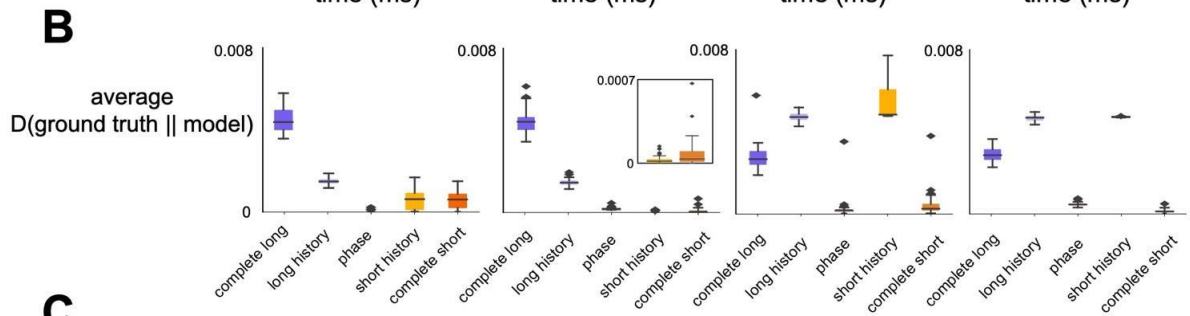 time (ms) time (ms) time (ms) time (ms)
B
0.008 0.008 0.008 0.008
0.0007
average
D(ground truth || model)
0
0
complete long long history phase short history complete short complete long long history phase short history complete short complete long long history phase short history complete short complete long long history phase short history complete short
C